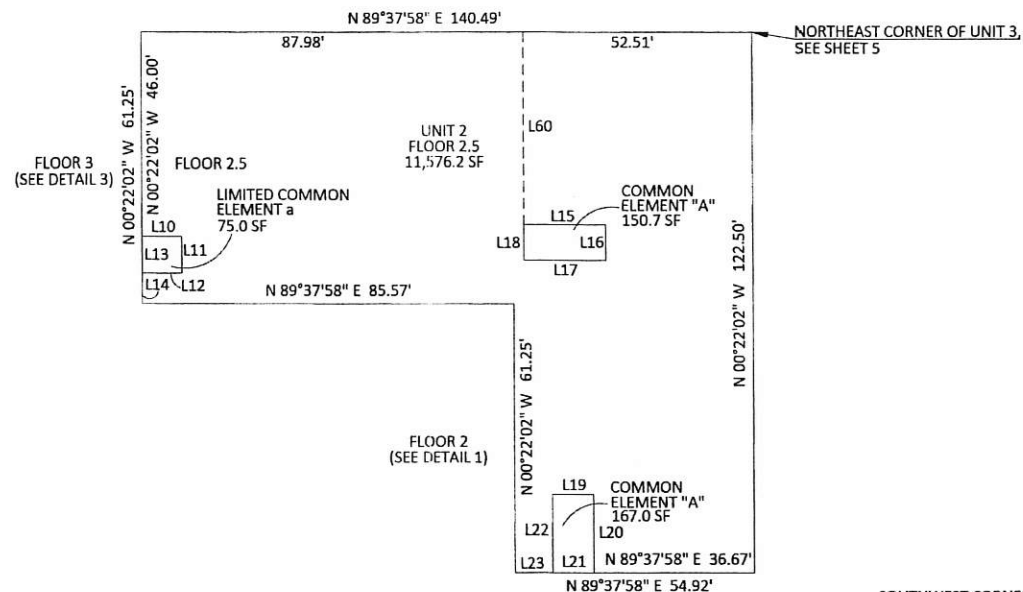 N 89°37'58" E 140.49'
87.98'
52.51'
NORTHEAST CORNER OF UNIT 3,
SEE SHEET 5
N 00°22'02" W 61.25'
N 00°22'02" W 46.00'
FLOOR 3
(SEE DETAIL 3)
FLOOR 2.5
UNIT 2
FLOOR 2.5
11,576.2 SF
L60
LIMITED COMMON
ELEMENT a
75.0 SF
COMMON
ELEMENT "A"
150.7 SF
L10
L13
L11
L14
L12
L15
L18
L16
L17
N 89°37'58" E 85.57'
N 00°22'02" W 122.50'
N 00°22'02" W 61.25'
FLOOR 2
(SEE DETAIL 1)
L19
COMMON
ELEMENT "A"
167.0 SF
L22
L20
L23
L21
N 89°37'58" E 36.67'
N 89°37'58" E 54.92'